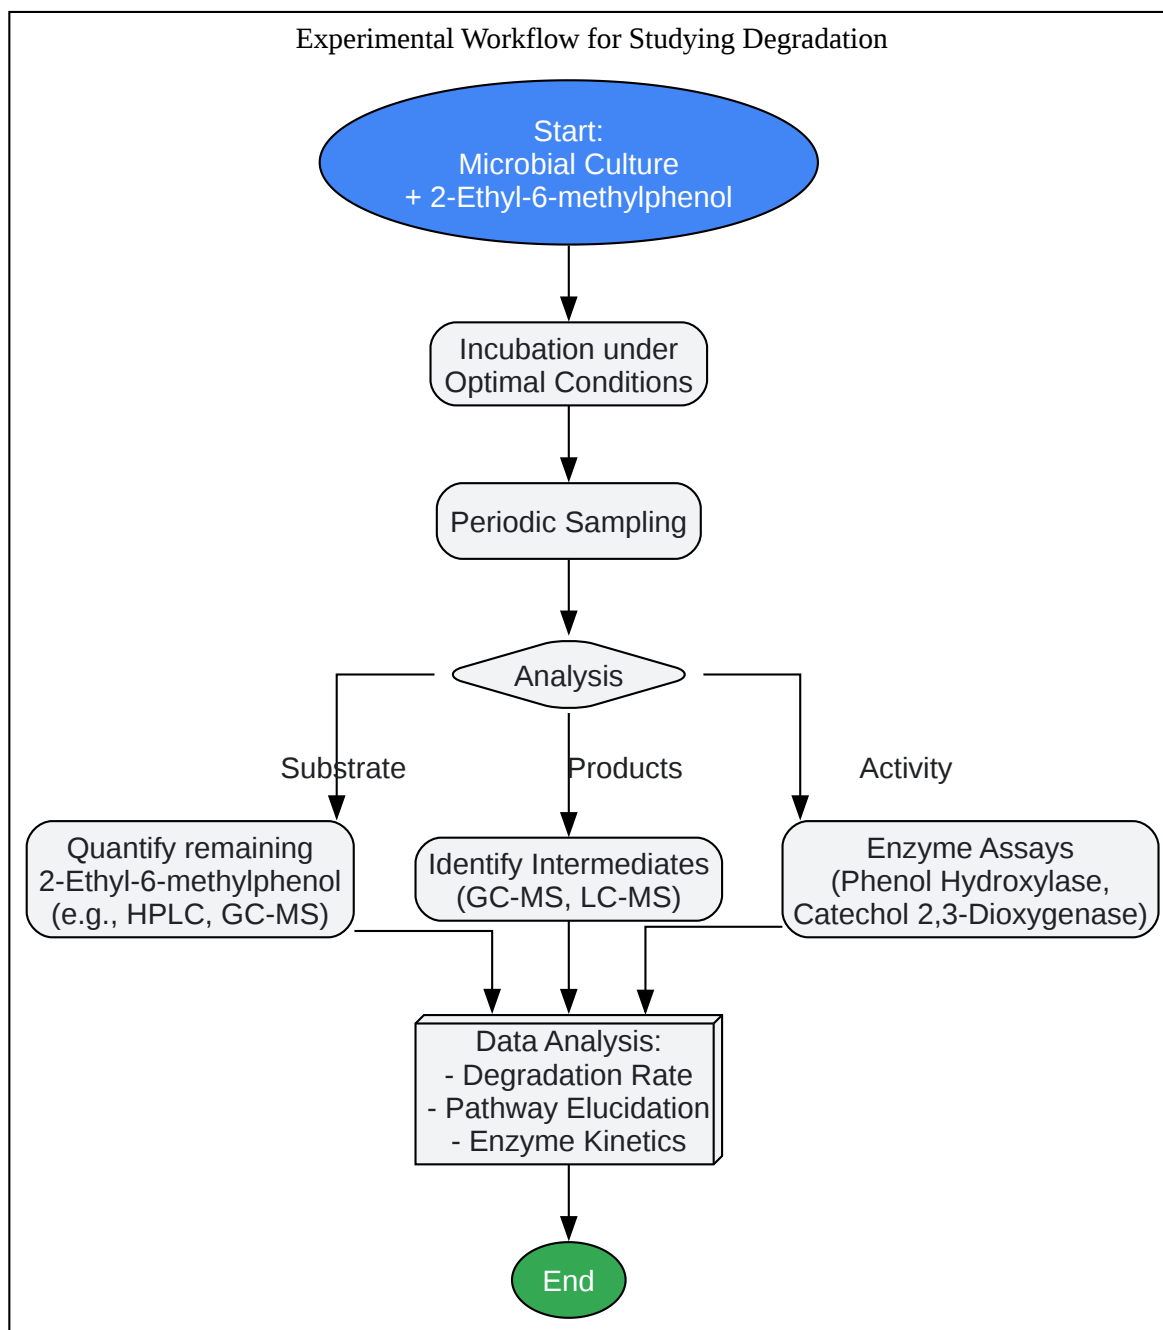 Experimental Workflow for Studying Degradation
Start:
Microbial Culture
+ 2-Ethyl-6-methylphenol
Incubation under
Optimal Conditions
Periodic Sampling
Analysis
Substrate
Products
Activity
Quantify remaining
2-Ethyl-6-methylphenol
(e.g., HPLC, GC-MS)
Identify Intermediates
(GC-MS, LC-MS)
Enzyme Assays
(Phenol Hydroxylase,
Catechol 2,3-Dioxygenase)
Data Analysis:
- Degradation Rate
- Pathway Elucidation
- Enzyme Kinetics
End